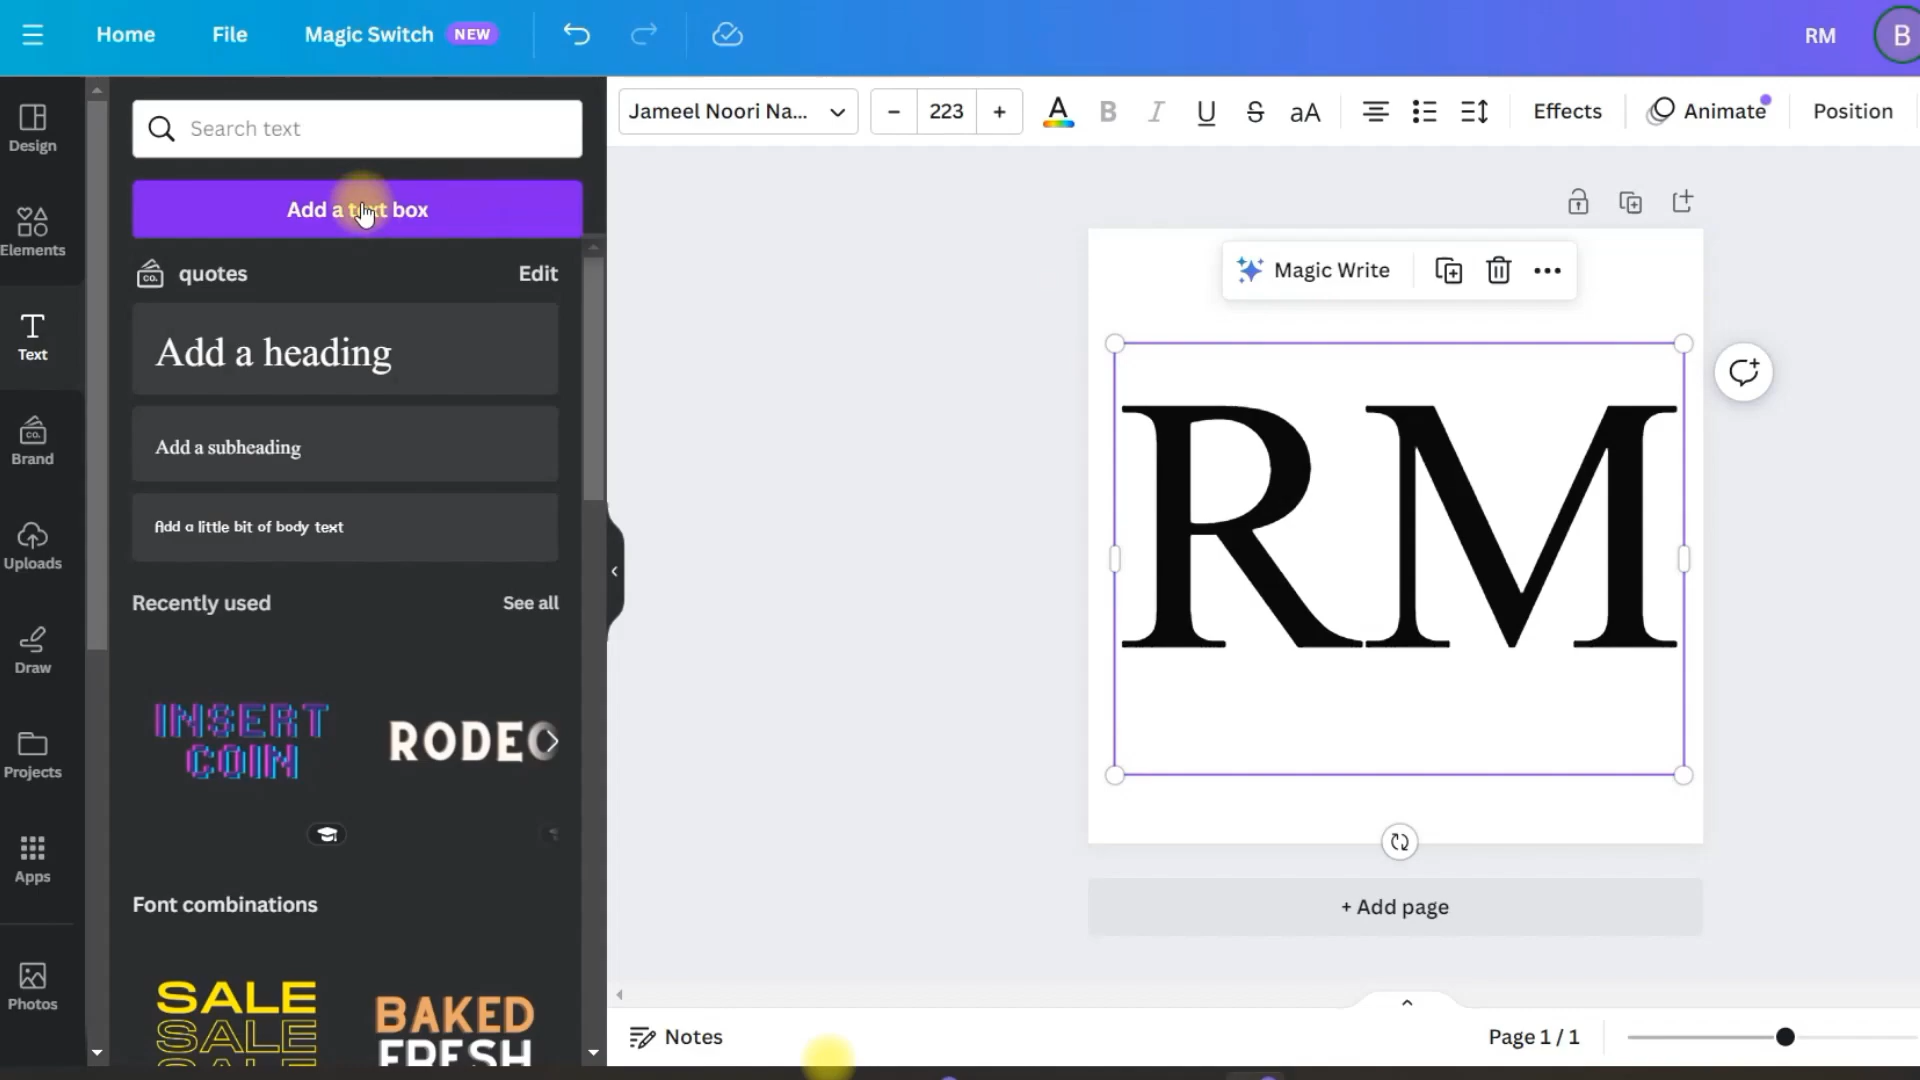 Home File Magic Switch NEW RM B
Design
Elements
Text
Brand
CO.
Uploads
Draw
Projects
Apps
Photos
Search text
Add a text box
CO. quotes Edit
Add a heading
Add a subheading
Add a little bit of body text
Recently used See all
INSERT
COIN
RODEO
Font combinations
SALE
SALE
BAKED
FRESH
Jameel Noori Na... − 223 + A B I U S aA Effects Animate Position
Magic Write
RM
+ Add page
Notes Page 1 / 1